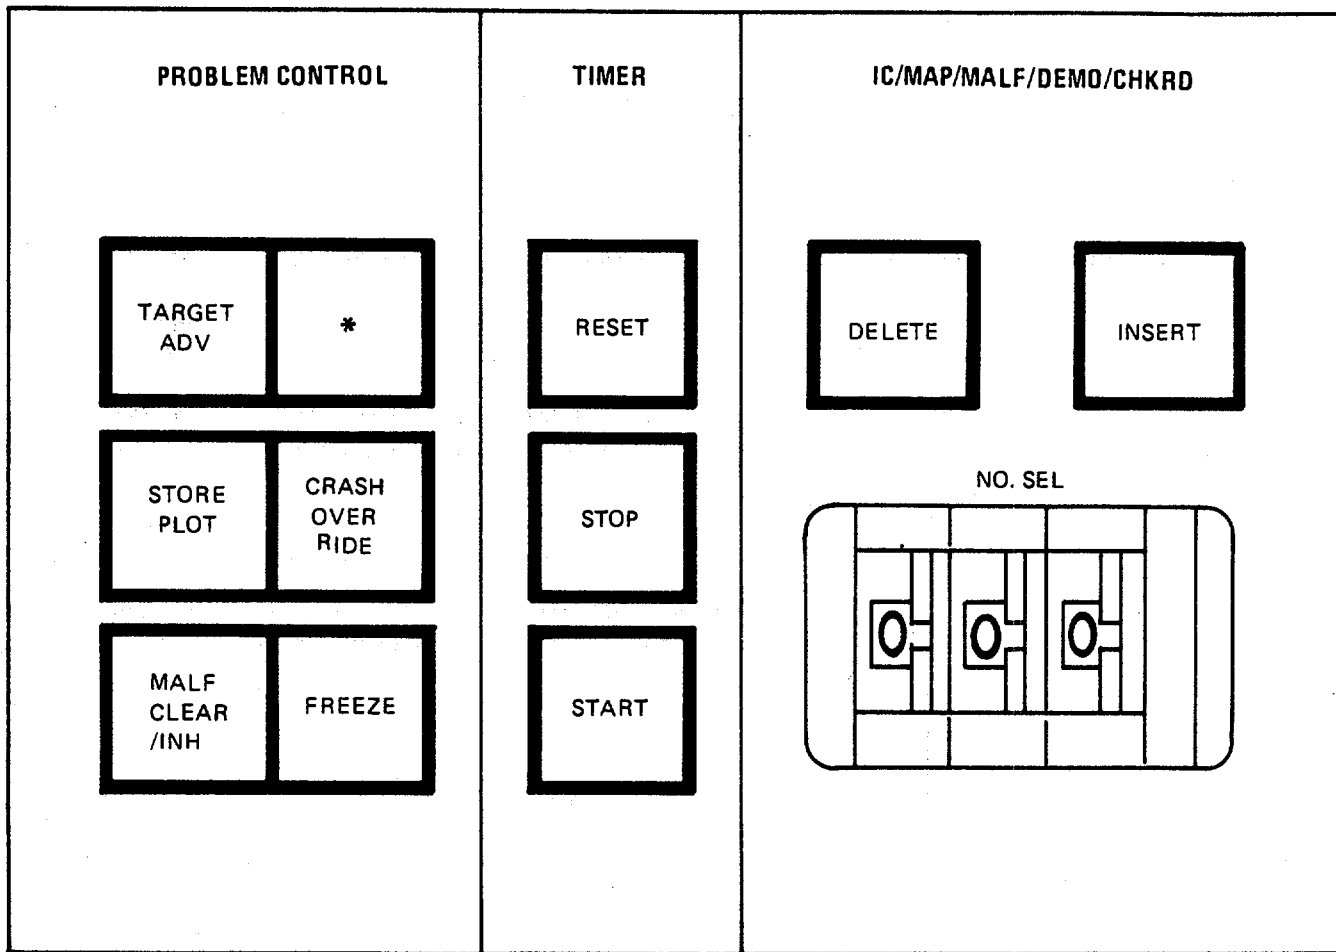 PROBLEM CONTROL
TARGET
ADV
*
STORE
PLOT
CRASH
OVER
RIDE
MALF
CLEAR
/INH
FREEZE
TIMER
RESET
STOP
START
IC/MAP/MALF/DEMO/CHKRD
DELETE
INSERT
NO. SEL
0 0 0